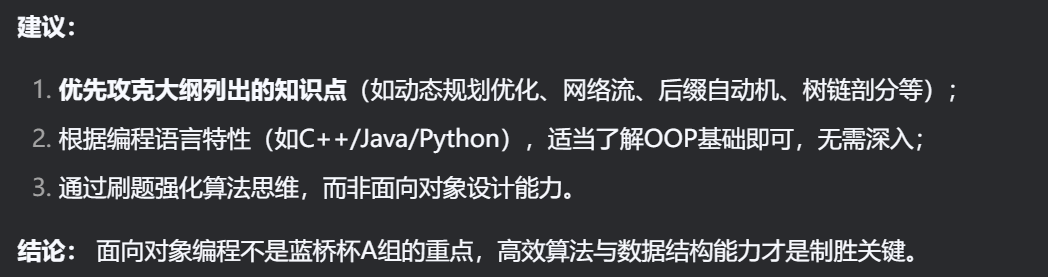 建议：
1. 优先攻克大纲列出的知识点（如动态规划优化、网络流、后缀自动机、树链剖分等）；
2. 根据编程语言特性（如C++/Java/Python），适当了解OOP基础即可，无需深入；
3. 通过刷题强化算法思维，而非面向对象设计能力。
结论： 面向对象编程不是蓝桥杯A组的重点，高效算法与数据结构能力才是制胜关键。